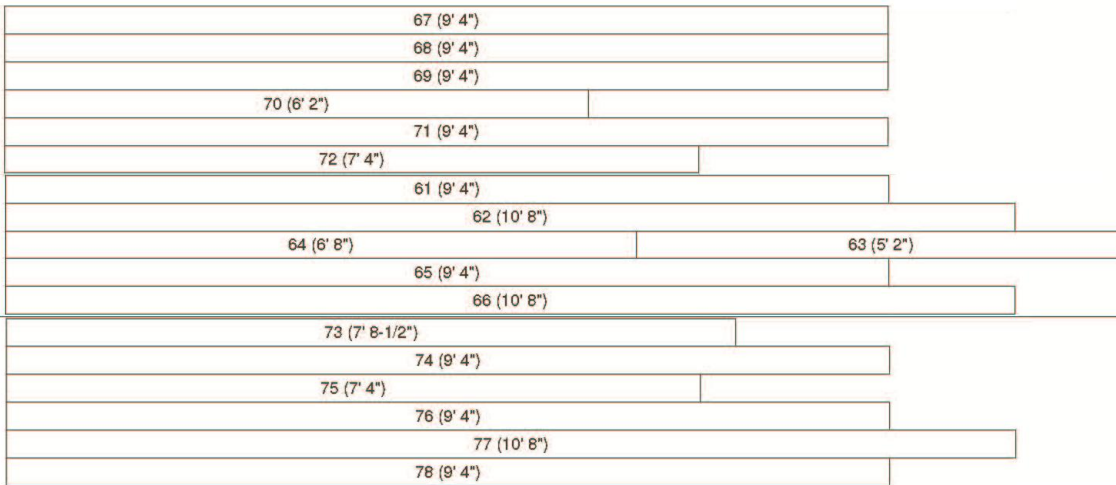 67 (9' 4")
68 (9' 4")
69 (9' 4")
70 (6' 2")
71 (9' 4")
72 (7' 4")
61 (9' 4")
62 (10' 8")
64 (6' 8") 63 (5' 2")
65 (9' 4")
66 (10' 8")
73 (7' 8-1/2")
74 (9' 4")
75 (7' 4")
76 (9' 4")
77 (10' 8")
78 (9' 4")